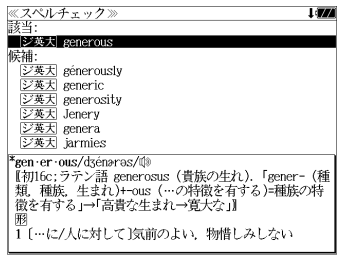 ≪スペルチェック≫
該当:
ジ英大 generous
候補:
ジ英大 génerously
ジ英大 generic
ジ英大 generosity
ジ英大 Jenery
ジ英大 genera
ジ英大 jarmies
*gen·er·ous/dʒénərəs/
〖初16c;ラテン語 generosus (貴族の生れ). 「gener- (種
類, 種族, 生まれ)+-ous (…の特徴を有する)=種族の特
徴を有する」→「高貴な生まれ→寛大な」〗
形
1 〔…に/人に対して〕気前のよい, 物惜しみしない